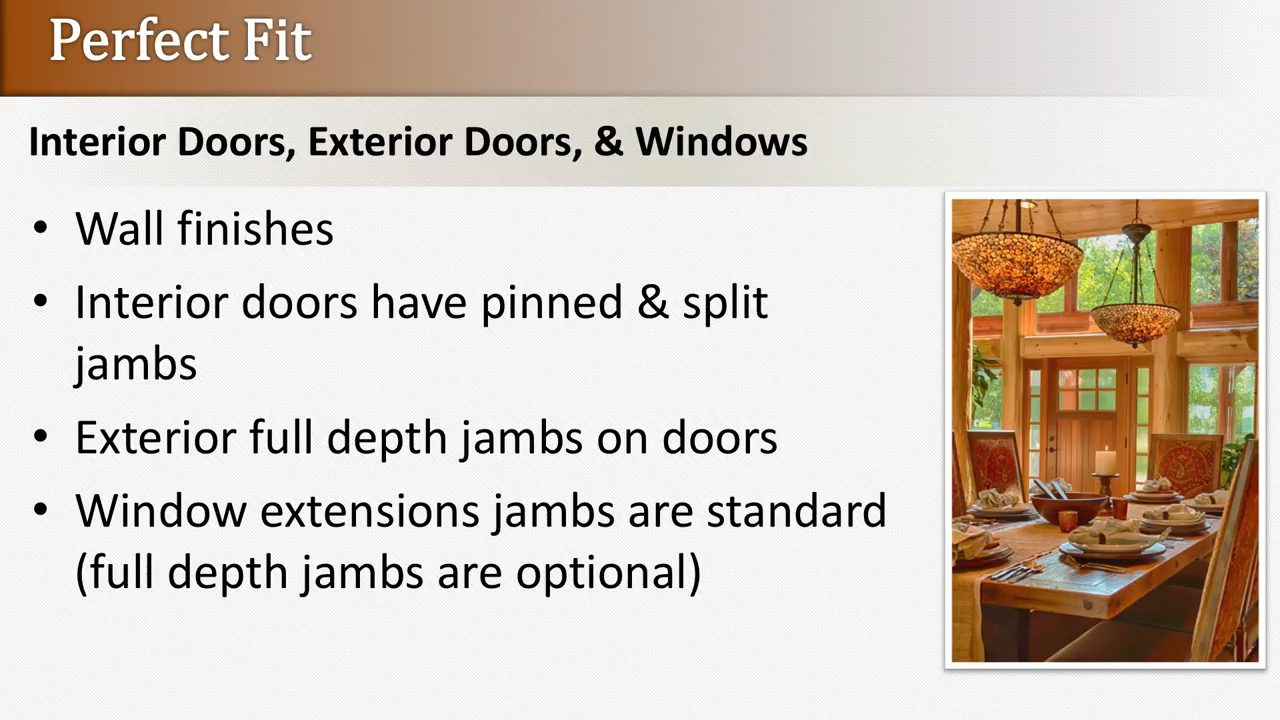 Perfect Fit
Interior Doors, Exterior Doors, & Windows
• Wall finishes
• Interior doors have pinned & split
jambs
• Exterior full depth jambs on doors
• Window extensions jambs are standard
(full depth jambs are optional)